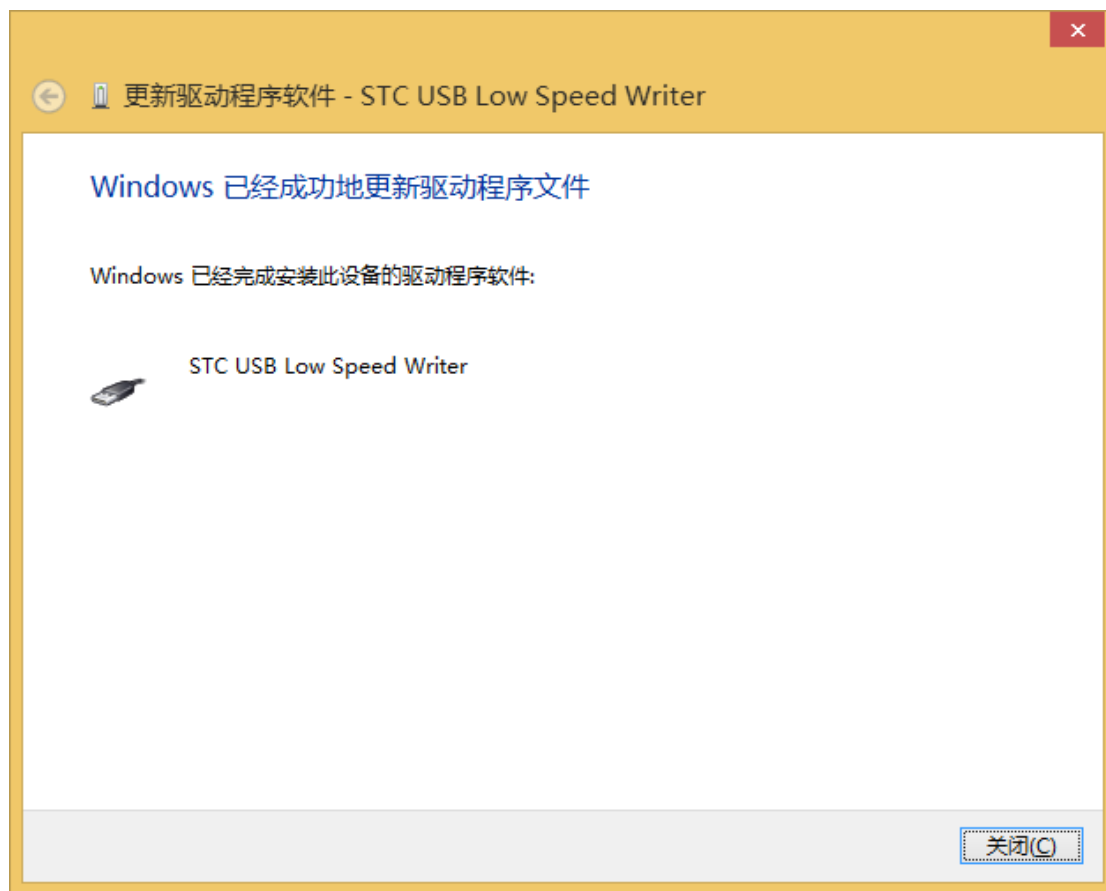 更新驱动程序软件 - STC USB Low Speed Writer
Windows 已经成功地更新驱动程序文件
Windows 已经完成安装此设备的驱动程序软件:
STC USB Low Speed Writer
关闭(C)